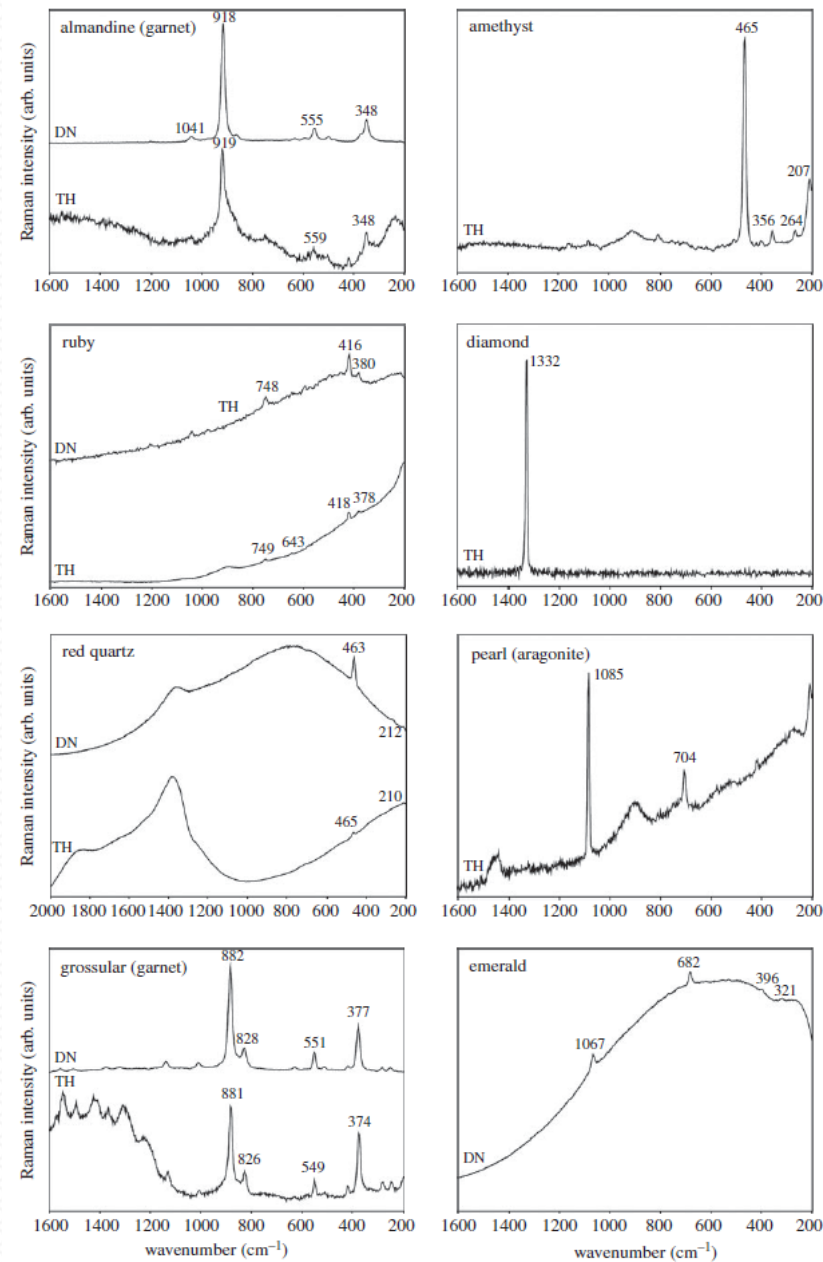 almandine (garnet)
918
1041
555
348
DN
919
TH
559
348
Raman intensity (arb. units)
1600 1400 1200 1000 800 600 400 200
amethyst
465
207
356 264
TH
1600 1400 1200 1000 800 600 400 200
ruby
416
380
748
TH
DN
418 378
643
749
TH
Raman intensity (arb. units)
1600 1400 1200 1000 800 600 400 200
diamond
1332
TH
1600 1400 1200 1000 800 600 400 200
red quartz
463
DN
212
210
465
TH
Raman intensity (arb. units)
2000 1800 1600 1400 1200 1000 600 400 200
pearl (aragonite)
1085
704
TH
1600 1400 1200 1000 800 600 400 200
grossular (garnet)
882
828
551
377
DN
TH
881
826
549
374
Raman intensity (arb. units)
1600 1400 1200 1000 800 600 400 200
wavenumber (cm⁻¹)
emerald
682
396
321
1067
DN
1600 1400 1200 1000 800 600 400 200
wavenumber (cm⁻¹)